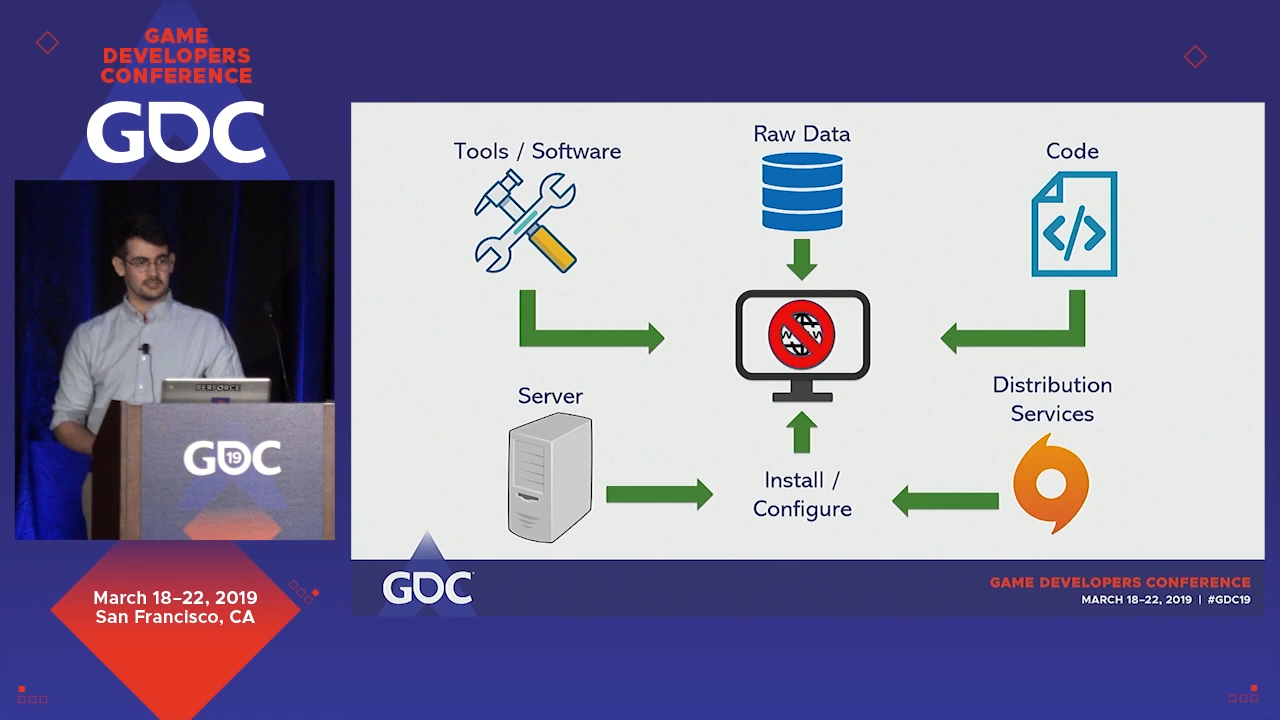 GAME
DEVELOPERS
CONFERENCE
GDC
Raw Data
Tools / Software
Code
</>
Distribution
Services
Server
Install /
Configure
PERFORCE
GDC
19
GDC
GAME DEVELOPERS CONFERENCE
MARCH 18–22, 2019 | #GDC19
March 18–22, 2019
San Francisco, CA